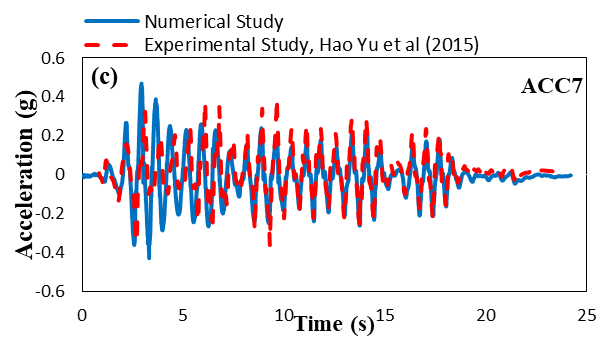 Numerical Study
Experimental Study, Hao Yu et al (2015)
0.6
(c)
ACC7
0.4
0.2
0
-0.2
-0.4
-0.6
Acceleration (g)
0 5 10 15 20 25
Time (s)